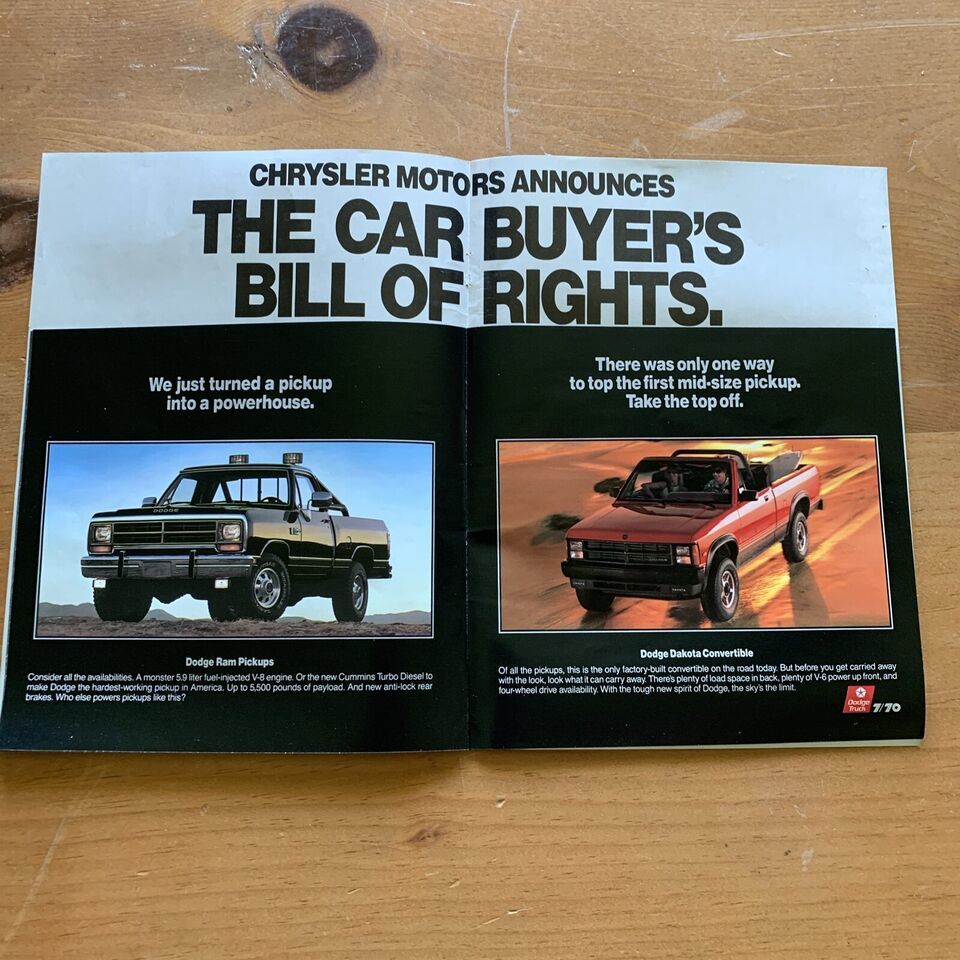 CHRYSLER MOTORS ANNOUNCES
THE CAR BUYER'S
BILL OF RIGHTS.
We just turned a pickup
into a powerhouse.
DODGE
Dodge Ram Pickups
Consider all the availabilities. A monster 5.9 liter fuel-injected V-8 engine. Or the new Cummins Turbo Diesel to
make Dodge the hardest-working pickup in America. Up to 5,500 pounds of payload. And new anti-lock rear
brakes. Who else powers pickups like this?
There was only one way
to top the first mid-size pickup.
Take the top off.
Dodge Dakota Convertible
Of all the pickups, this is the only factory-built convertible on the road today. But before you get carried away
with the look, look what it can carry away. There's plenty of load space in back, plenty of V-6 power up front, and
four-wheel drive availability. With the tough new spirit of Dodge, the sky's the limit.
Dodge
Truck
7/70